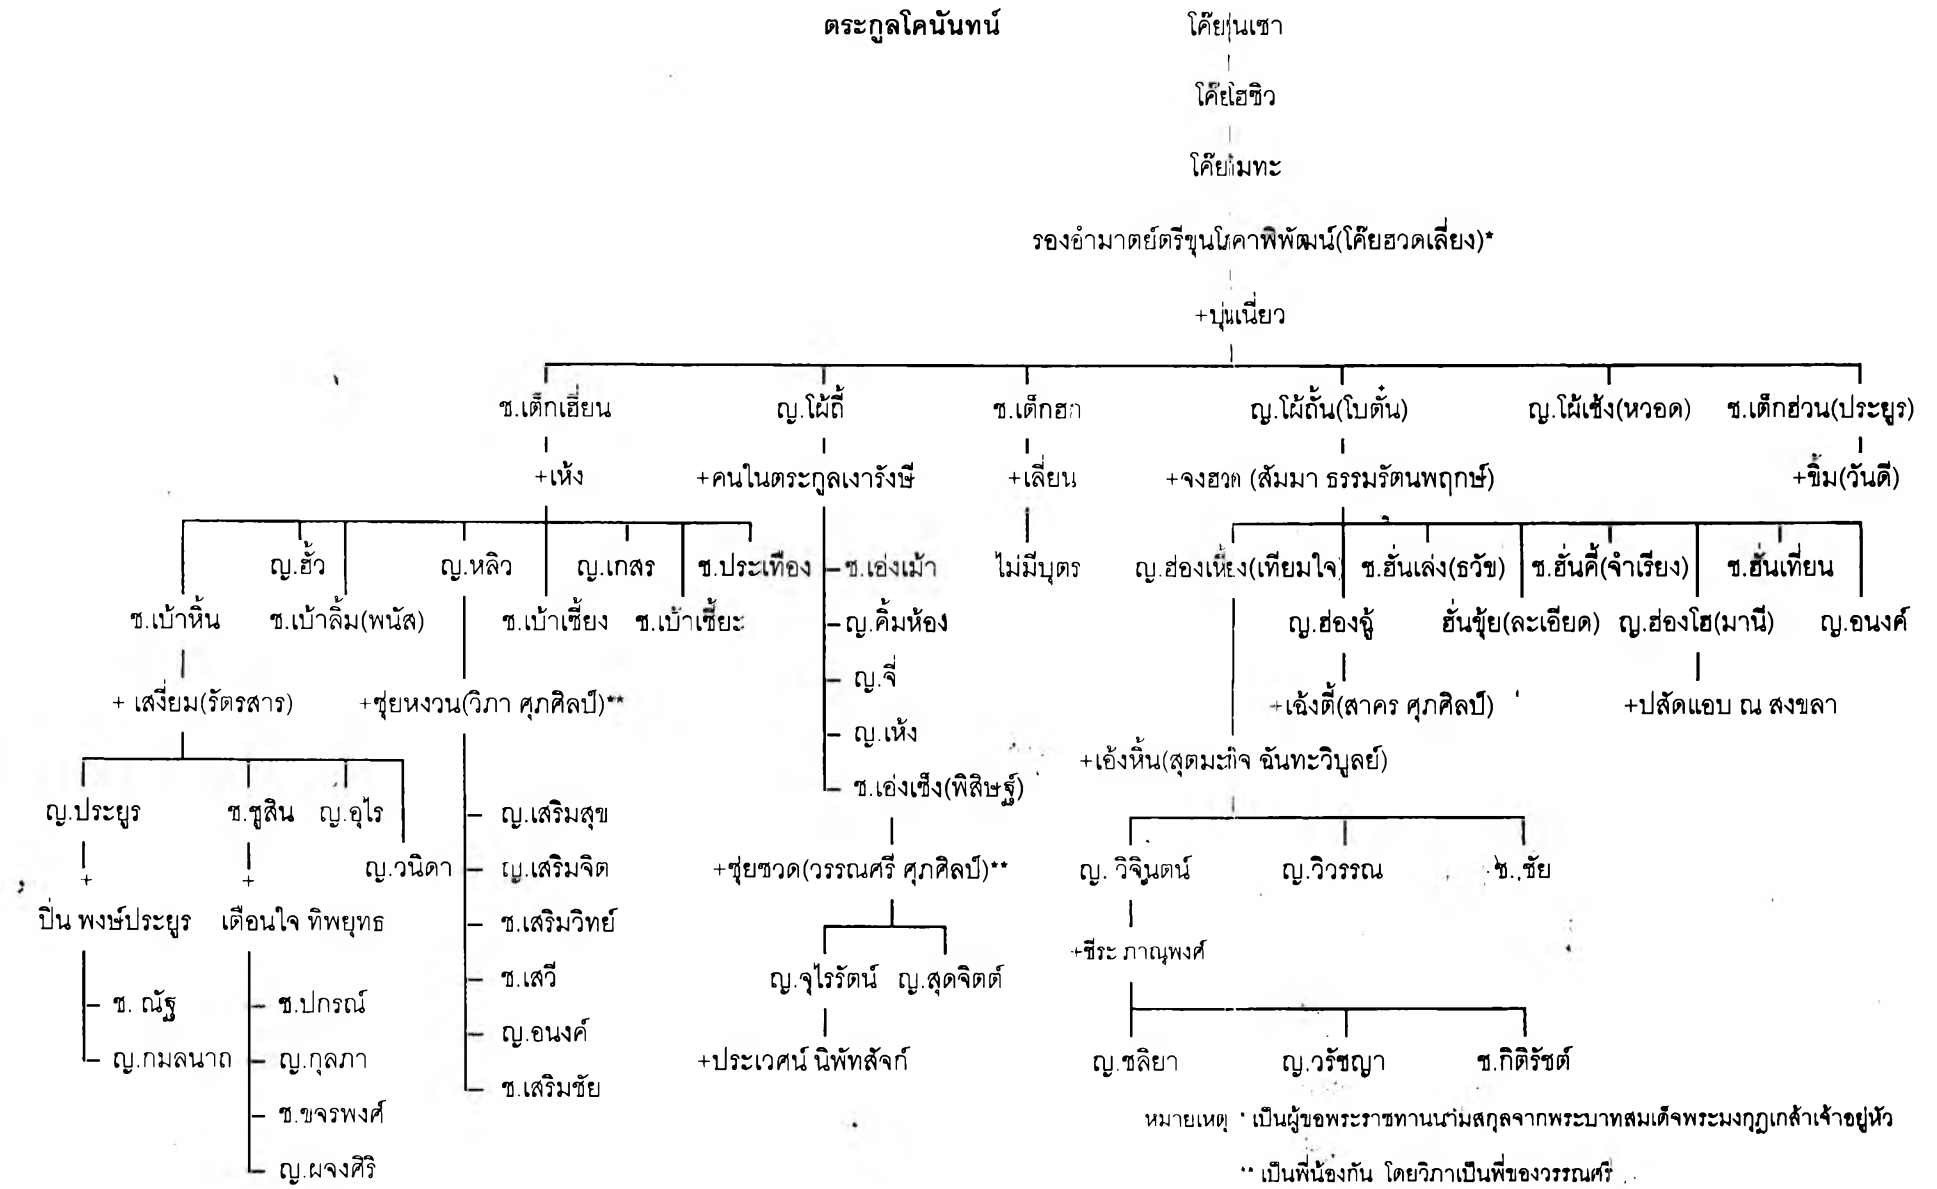 ตระกูลโคนันทน์
โค๊ยุ่นเซา
โค๊ยโฮซิว
โค๊ยกิมทะ
รองอำมาตย์ตรีขุนโภคาพิพัฒน์(โค๊ยฮวดเลี่ยง)*
+บุ่นเนี่ยว
ช.เต็กเฮี่ยน ญ.โผ้ถี้ ช.เต็กฮก ญ.โผ้ถั้น(โบตั๋น) ญ.โผ้เช้ง(หวอด) ช.เต็กฮ่วน(ประยูร)
+เห้ง +คนในตระกูลเงารังษี +เลี่ยน +จงฮวด (สัมมา ธรรมรัตนพฤกษ์) +ขิ้ม(วันดี)
ญ.ฮั้ว ญ.หลิว ญ.เกสร ช.ประเทือง ช.เอ่งเม้า ไม่มีบุตร ญ.ฮ่องเหี้ยง(เทียมใจ) ช.ฮั่นเล่ง(ธวัช) ช.ฮั่นคี้(จำเรียง) ช.ฮั่นเที่ยน
ช.เบ้าหิ้น ช.เบ้าลิ้ม(พนัส) ช.เบ้าเซี้ยง ช.เบ้าเซี้ยะ ญ.คิ้มห้อง ญ.ฮ่องฉู้ ฮั่นขุ้ย(ละเอียด) ญ.ฮ่องโฮ(มานี) ญ.อนงค์
ญ.จี่
+ เสงี่ยม(รัตรสาร) +ซุ่ยหงวน(วิภา ศุภศิลป์)** +เฉ้งตี้(สาคร ศุภศิลป์) +ปลัดแอบ ณ สงขลา
ญ.เห้ง
+เอ้งหิ้น(สุตมะกิจ ฉันทะวิบูลย์)
ช.เอ่งเซ็ง(พิสิษฐ์)
ญ.ประยูร ช.ชูสิน ญ.อุไร ญ.เสริมสุข
ญ.วนิดา ญ.เสริมจิต +ซุ่ยชวด(วรรณศรี ศุภศิลป์)** ญ. วิจินตน์ ญ.วิวรรณ ช.ชัย
+ +
ปิ่น พงษ์ประยูร เดือนใจ ทิพยุทธ ช.เสริมวิทย์
+ชีระ ภาณุพงศ์
ช.เสวี ญ.จุไรรัตน์ ญ.สุดจิตต์
ช. ณัฐ ช.ปกรณ์
ญ.อนงค์
ญ.กมลนาถ ญ.กุลภา +ประเวศน์ นิพัทสัจก์ ญ.ชลิยา ญ.วรัชญา ช.กิติรัชต์
ช.เสริมชัย
ช.ขจรพงศ์ หมายเหตุ * เป็นผู้ขอพระราชทานนามสกุลจากพระบาทสมเด็จพระมงกุฎเกล้าเจ้าอยู่หัว
ญ.ผจงศิริ ** เป็นพี่น้องกัน โดยวิภาเป็นพี่ของวรรณศรี